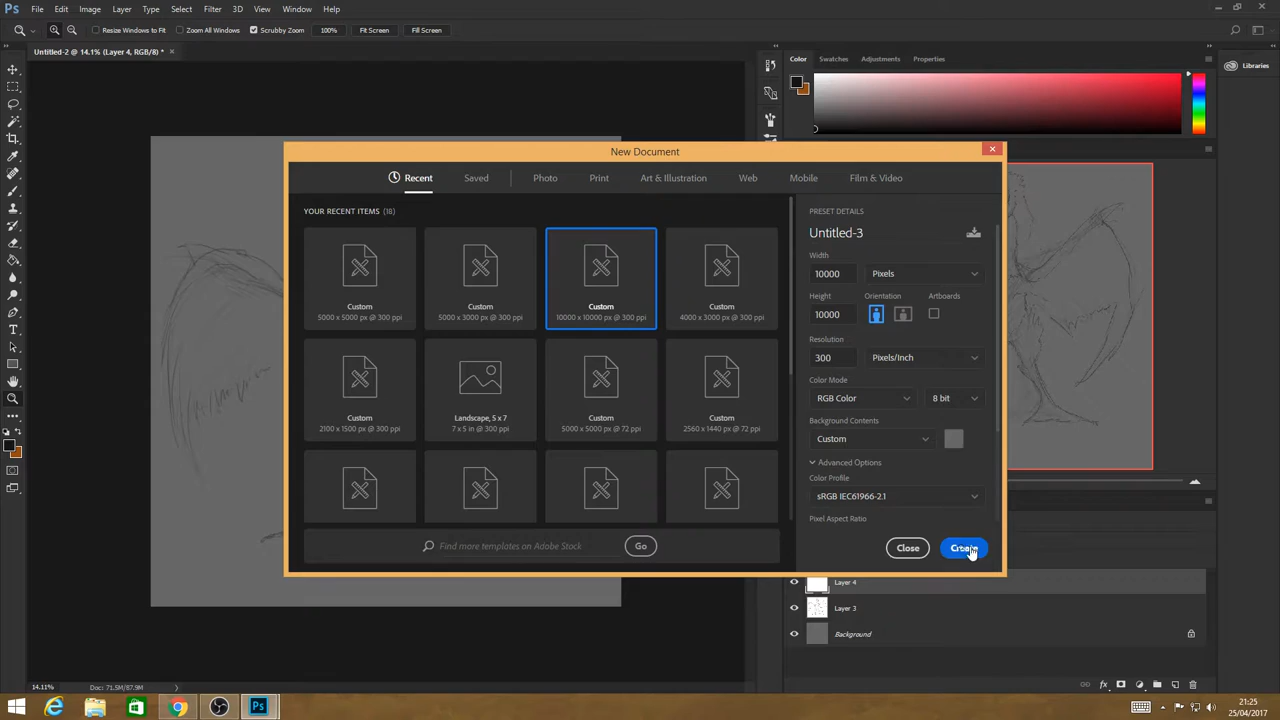 Ps File Edit Image Layer Type Select Filter 3D View Window Help
Resize Windows to Fit Zoom All Windows Scrubby Zoom 100% Fit Screen Fill Screen
Untitled-2 @ 14.1% (Layer 4, RGB/8) * ×
Color Swatches Adjustments Properties
Libraries
New Document
Recent Saved Photo Print Art & Illustration Web Mobile Film & Video
YOUR RECENT ITEMS (18)
Custom Custom Custom Custom
5000 x 5000 px @ 300 ppi 5000 x 3000 px @ 300 ppi 10000 x 10000 px @ 300 ppi 4000 x 3000 px @ 300 ppi
Custom Landscape, 5 x 7 Custom Custom
2100 x 1500 px @ 300 ppi 7 x 5 in @ 300 ppi 5000 x 5000 px @ 72 ppi 2560 x 1440 px @ 72 ppi
Find more templates on Adobe Stock Go
PRESET DETAILS
Untitled-3
Width
10000 Pixels
Height Orientation Artboards
10000
Resolution
300 Pixels/Inch
Color Mode
RGB Color 8 bit
Background Contents
Custom
Advanced Options
Color Profile
sRGB IEC61966-2.1
Pixel Aspect Ratio
Close Create
Layer 4
Layer 3
Background
14.11% Doc: 71.5M/87.9M
Ps
21:25
25/04/2017